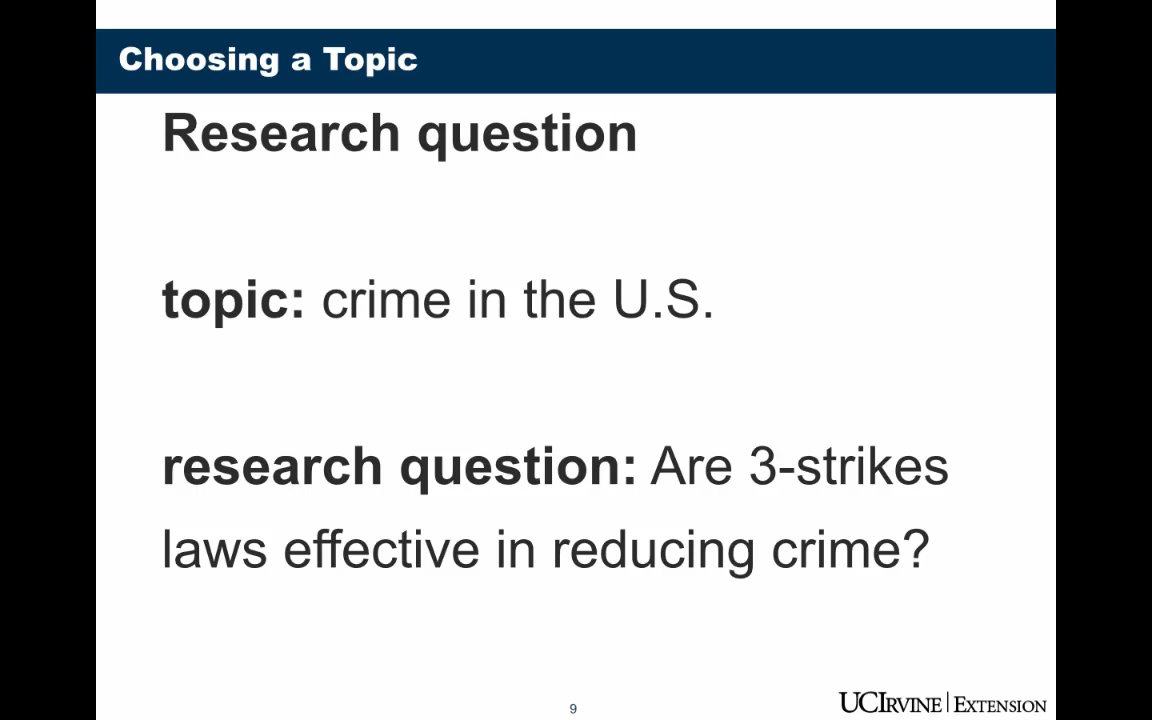 Choosing a Topic
Research question
topic: crime in the U.S.
research question: Are 3-strikes
laws effective in reducing crime?
9
UCIRVINE | EXTENSION